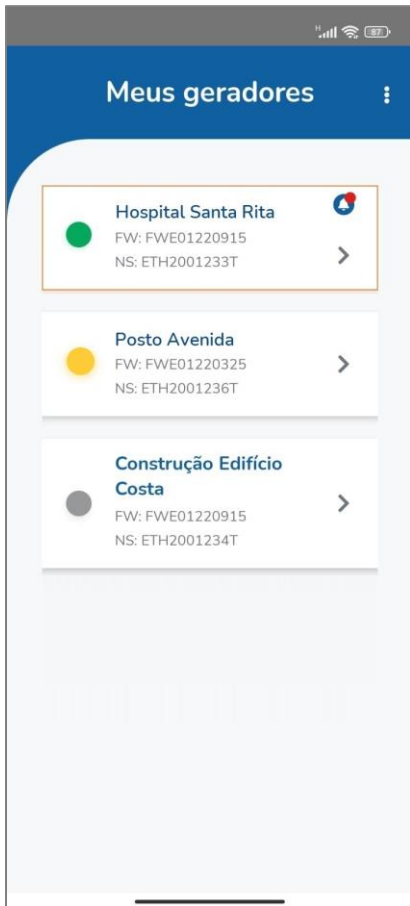 H 87
Meus geradores
Hospital Santa Rita
FW: FWE01220915
NS: ETH2001233T
Posto Avenida
FW: FWE01220325
NS: ETH2001236T
Construção Edifício
Costa
FW: FWE01220915
NS: ETH2001234T